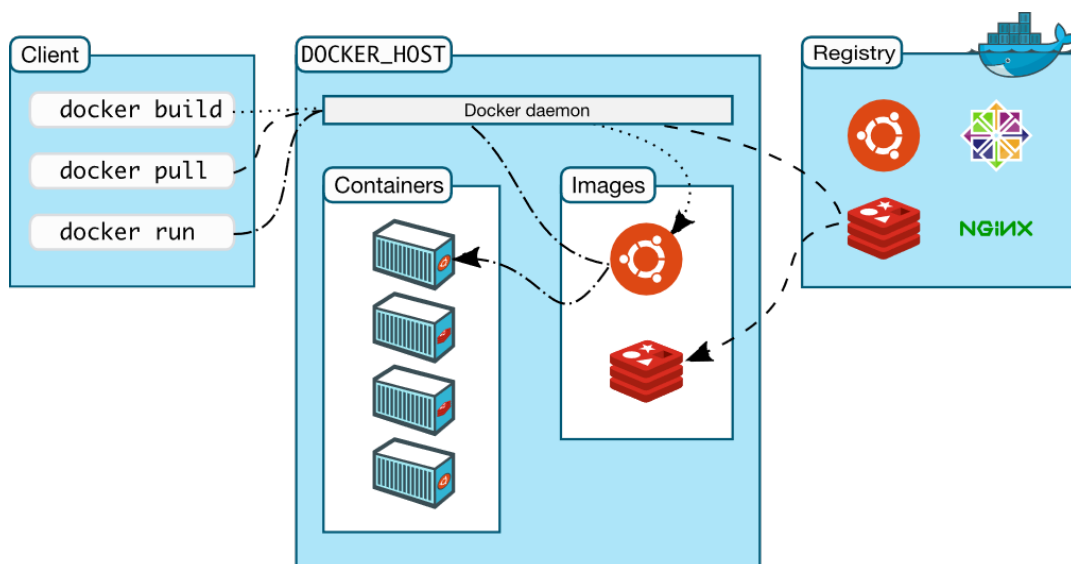 Client
docker build
docker pull
docker run
DOCKER_HOST
Docker daemon
Containers
Images
Registry
NGiNX